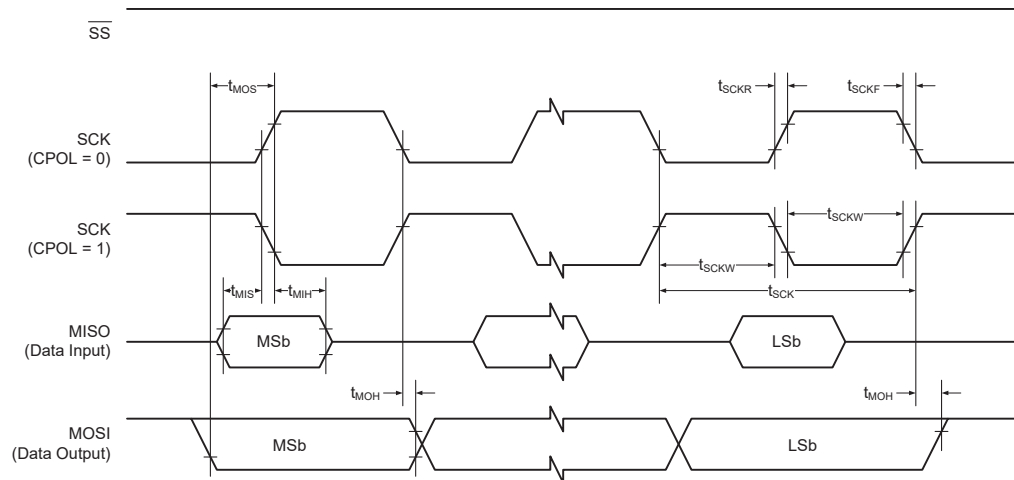 SS
tMOS
tSCKR
tSCKF
SCK
(CPOL = 0)
SCK
(CPOL = 1)
tSCKW
tSCKW
tSCK
tMIS
tMIH
MISO
(Data Input)
MSb
LSb
tMOH
tMOH
MOSI
(Data Output)
MSb
LSb